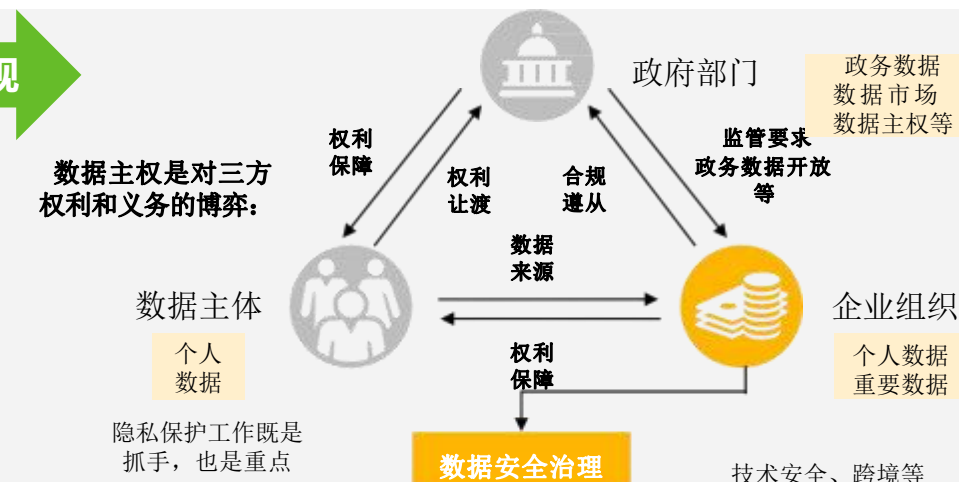 政府部门
政务数据
数据市场
数据主权等
权利
保障
监管要求
政务数据开放
等
数据主权是对三方
权利和义务的博弈：
权利
让渡
合规
遵从
数据
来源
数据主体
企业组织
个人
数据
权利
保障
个人数据
重要数据
隐私保护工作既是
抓手，也是重点
数据安全治理
技术安全、跨境等